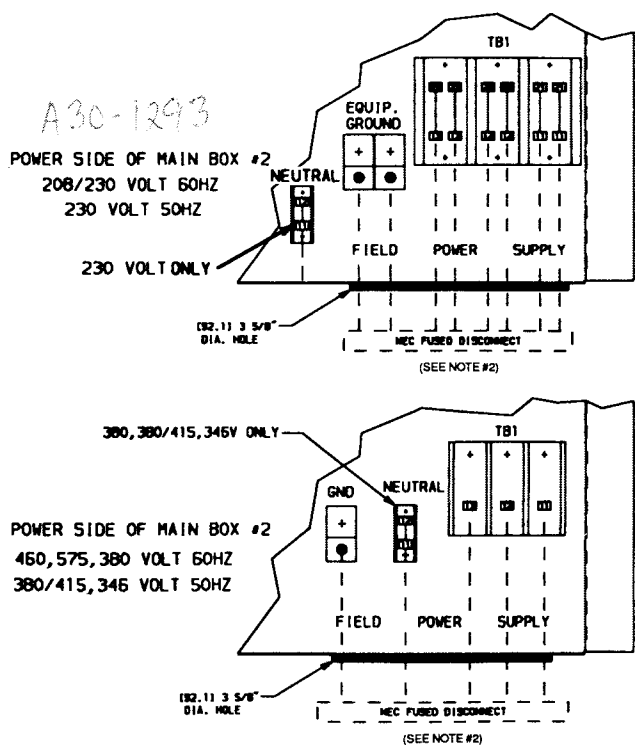 TB1
A30-1293
EQUIP.
GROUND
POWER SIDE OF MAIN BOX #2
208/230 VOLT 60HZ
230 VOLT 50HZ
NEUTRAL
FIELD POWER SUPPLY
230 VOLT ONLY
[92.1] 3 5/8"
DIA. HOLE
NEC FUSED DISCONNECT
(SEE NOTE #2)
380,380/415,346V ONLY
TB1
GND
NEUTRAL
POWER SIDE OF MAIN BOX #2
460,575,380 VOLT 60HZ
380/415,346 VOLT 50HZ
FIELD POWER SUPPLY
[92.1] 3 5/8"
DIA. HOLE
NEC FUSED DISCONNECT
(SEE NOTE #2)